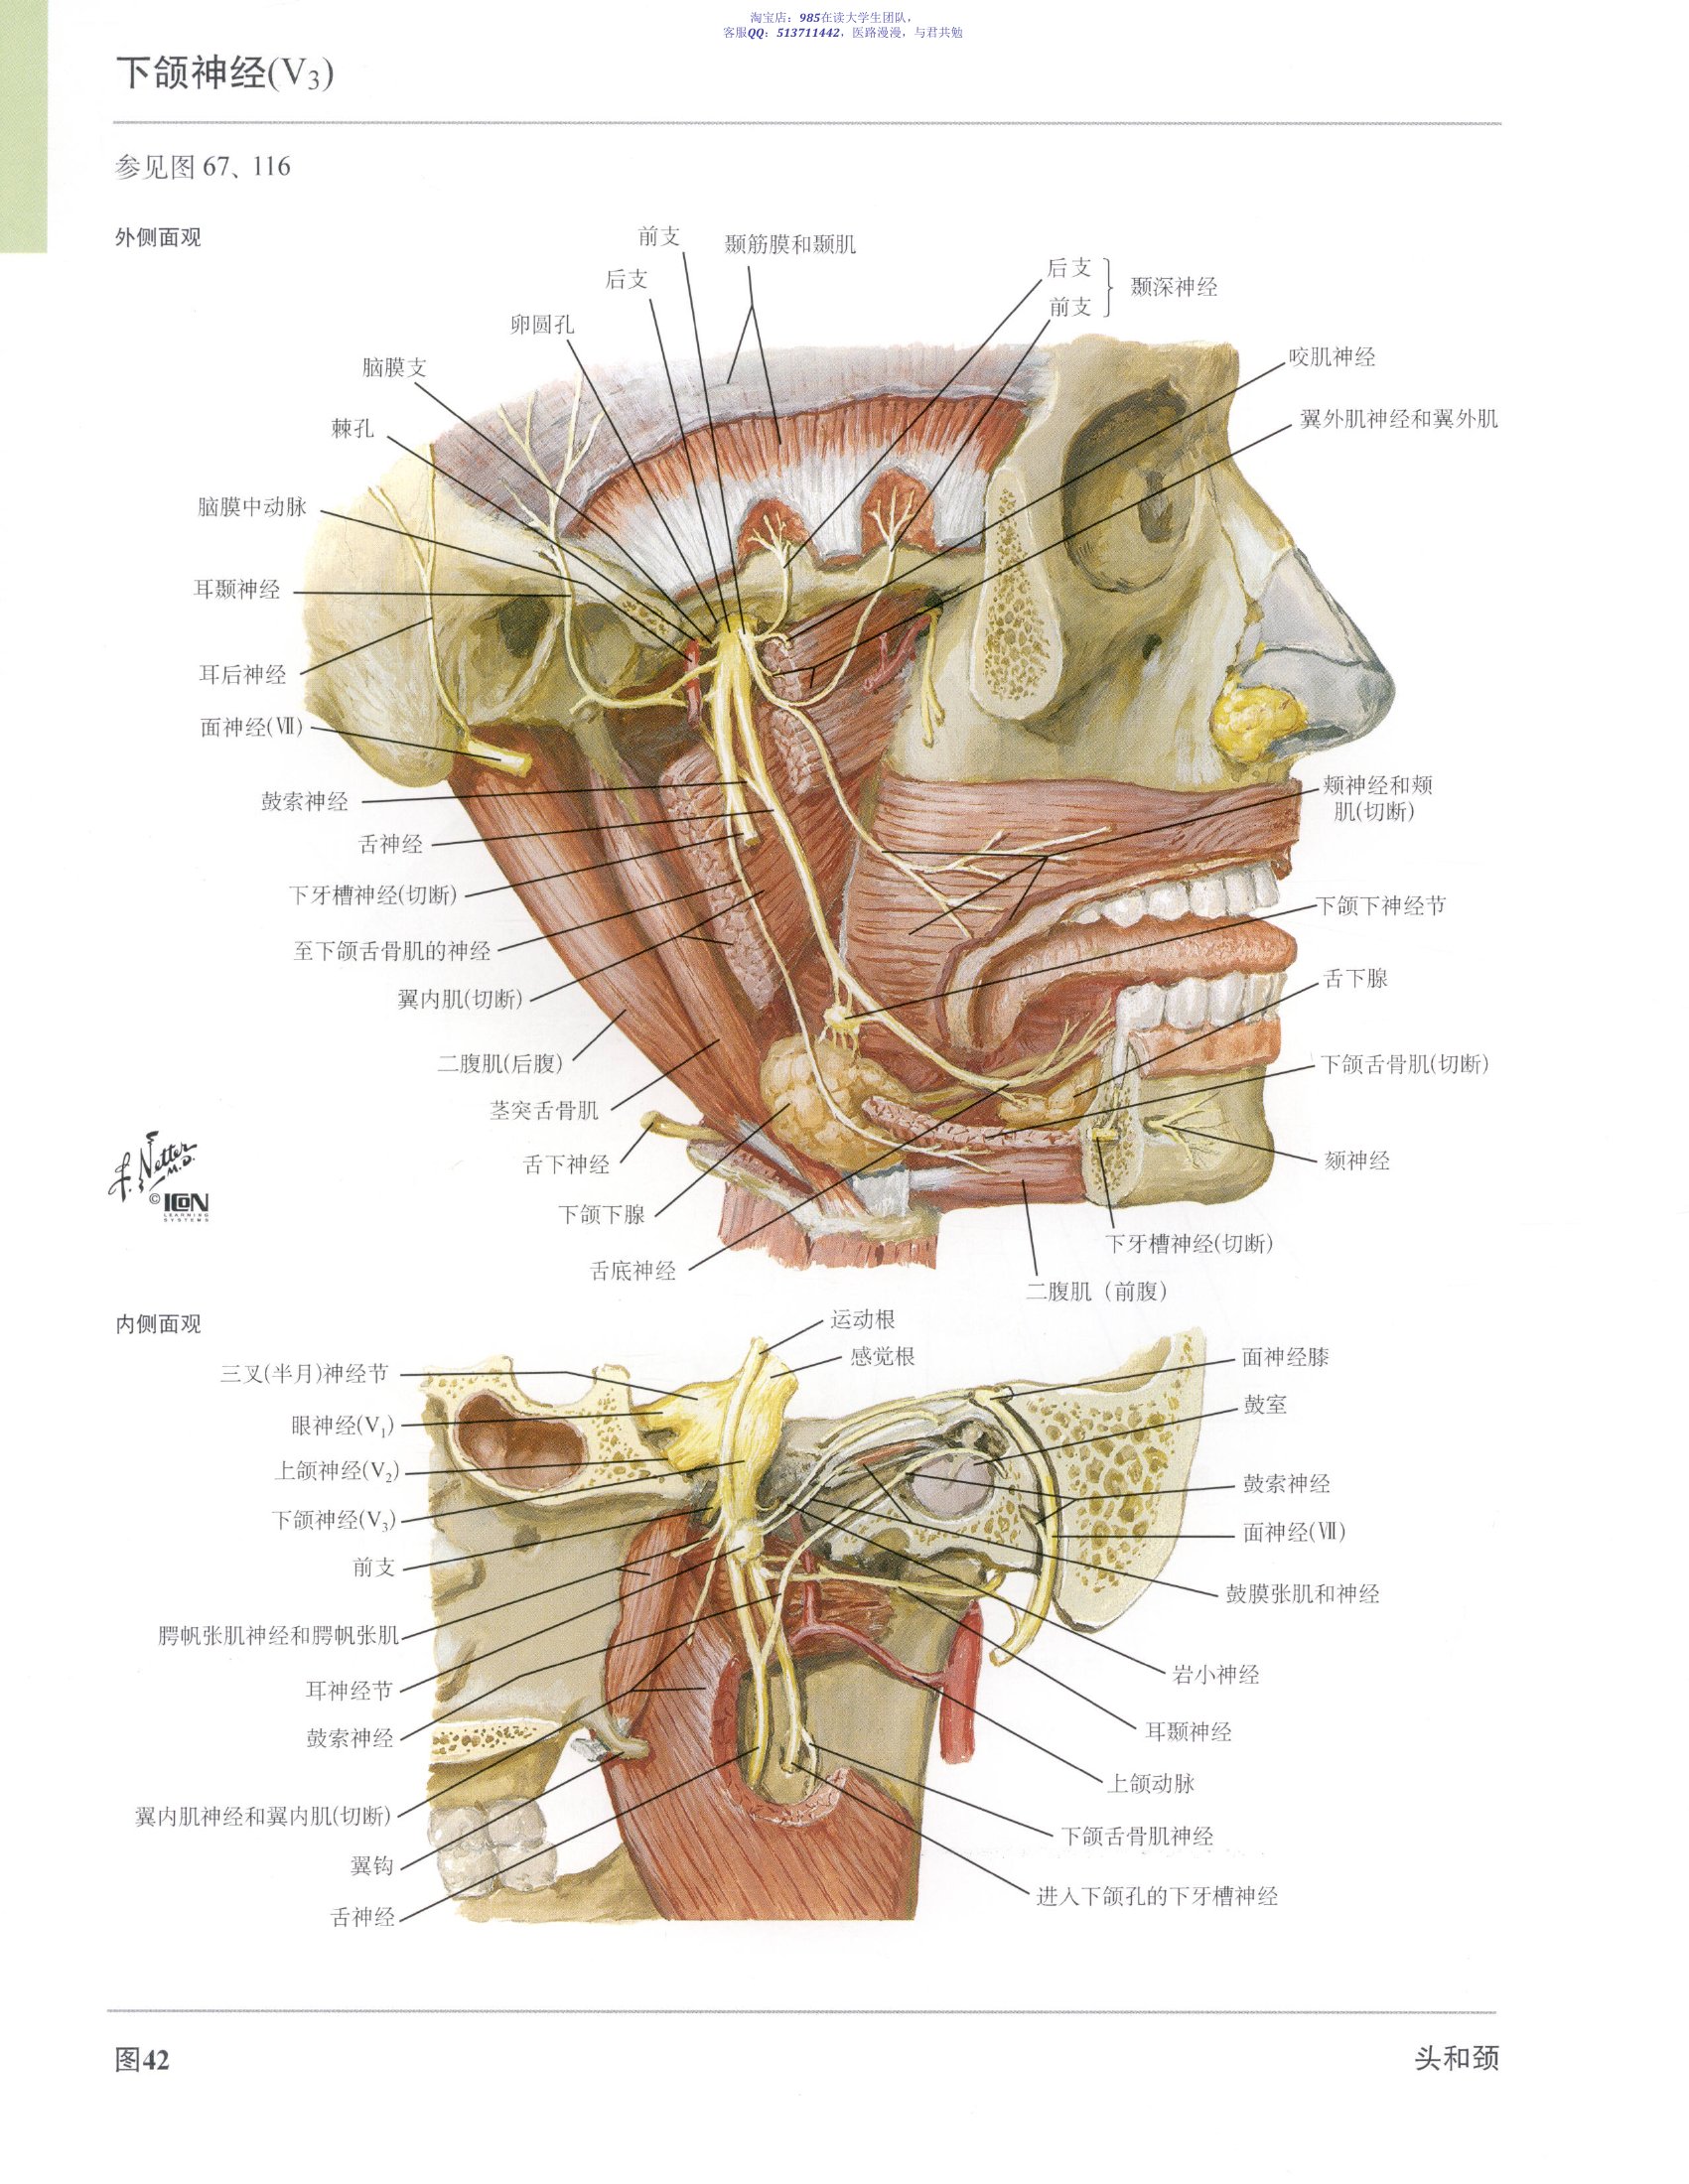 淘宝店：985在读大学生团队，
客服QQ：513711442，医路漫漫，与君共勉
下颌神经(V3)
参见图 67、116
外侧面观
前支
颞筋膜和颞肌
后支
卵圆孔
脑膜支
棘孔
脑膜中动脉
耳颞神经
耳后神经
面神经(Ⅶ)
鼓索神经
舌神经
下牙槽神经(切断)
至下颌舌骨肌的神经
翼内肌(切断)
二腹肌(后腹)
茎突舌骨肌
舌下神经
下颌下腺
舌底神经
后支
前支
颞深神经
咬肌神经
翼外肌神经和翼外肌
颊神经和颊
肌(切断)
下颌下神经节
舌下腺
下颌舌骨肌(切断)
颏神经
下牙槽神经(切断)
二腹肌（前腹）
F. Netter
M.D.
© ICON
LEARNING
SYSTEMS
内侧面观
运动根
感觉根
三叉(半月)神经节
眼神经(V1)
上颌神经(V2)
下颌神经(V3)
前支
腭帆张肌神经和腭帆张肌
耳神经节
鼓索神经
翼内肌神经和翼内肌(切断)
翼钩
舌神经
面神经膝
鼓室
鼓索神经
面神经(Ⅶ)
鼓膜张肌和神经
岩小神经
耳颞神经
上颌动脉
下颌舌骨肌神经
进入下颌孔的下牙槽神经
图42
头和颈